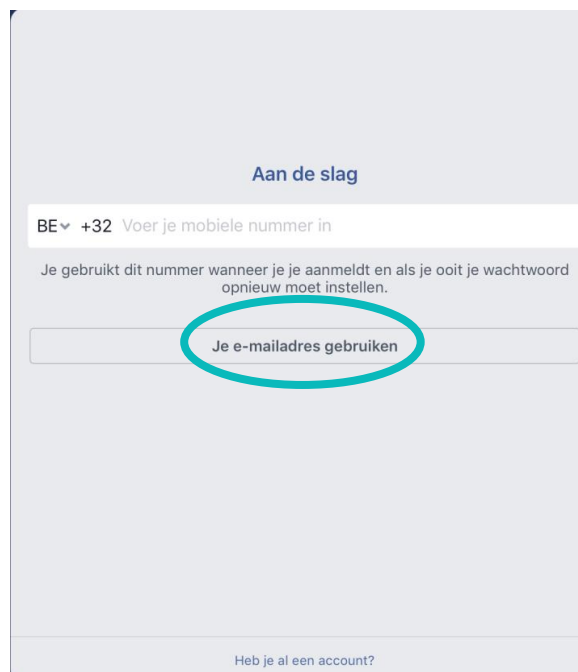 Aan de slag
BE +32 Voer je mobiele nummer in
Je gebruikt dit nummer wanneer je je aanmeldt en als je ooit je wachtwoord
opnieuw moet instellen.
Je e-mailadres gebruiken
Heb je al een account?